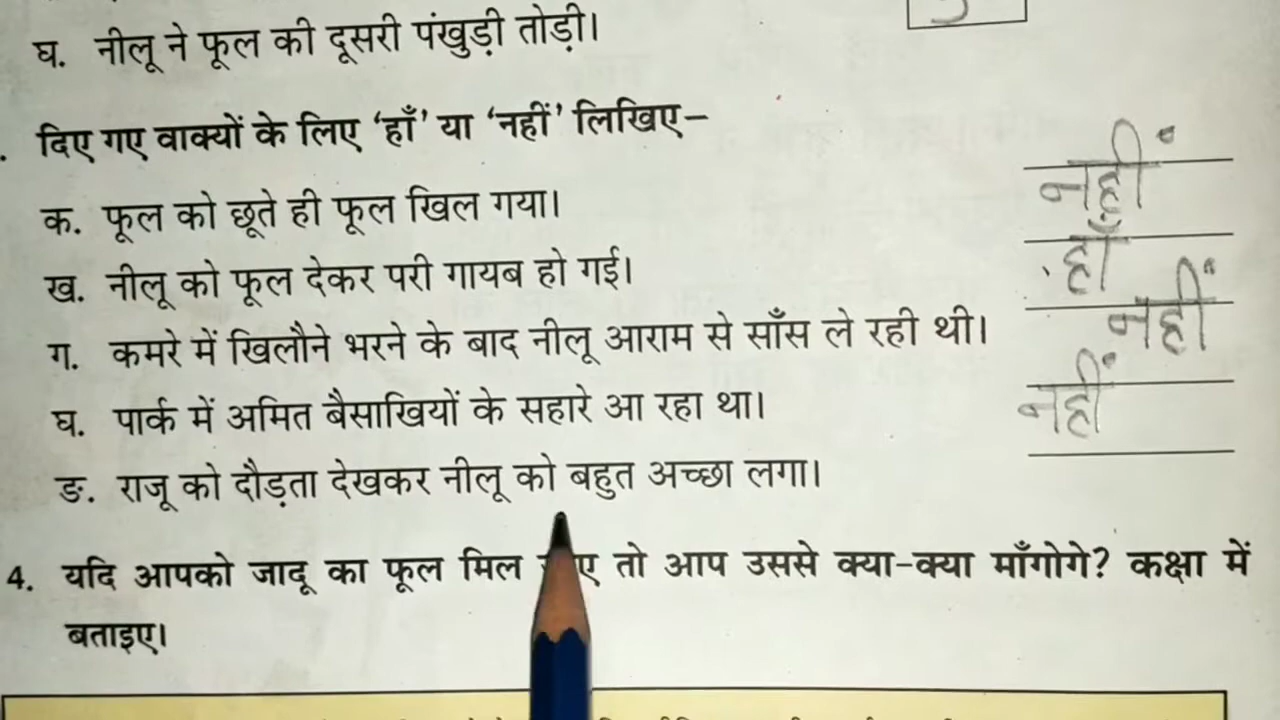 घ. नीलू ने फूल की दूसरी पंखुड़ी तोड़ी।
दिए गए वाक्यों के लिए 'हाँ' या 'नहीं' लिखिए–
क. फूल को छूते ही फूल खिल गया। नहीं
ख. नीलू को फूल देकर परी गायब हो गई। हाँ
ग. कमरे में खिलौने भरने के बाद नीलू आराम से साँस ले रही थी। नहीं
घ. पार्क में अमित बैसाखियों के सहारे आ रहा था। नहीं
ङ. राजू को दौड़ता देखकर नीलू को बहुत अच्छा लगा।
4. यदि आपको जादू का फूल मिल तो आप उससे क्या-क्या माँगोगे? कक्षा में
बताइए।